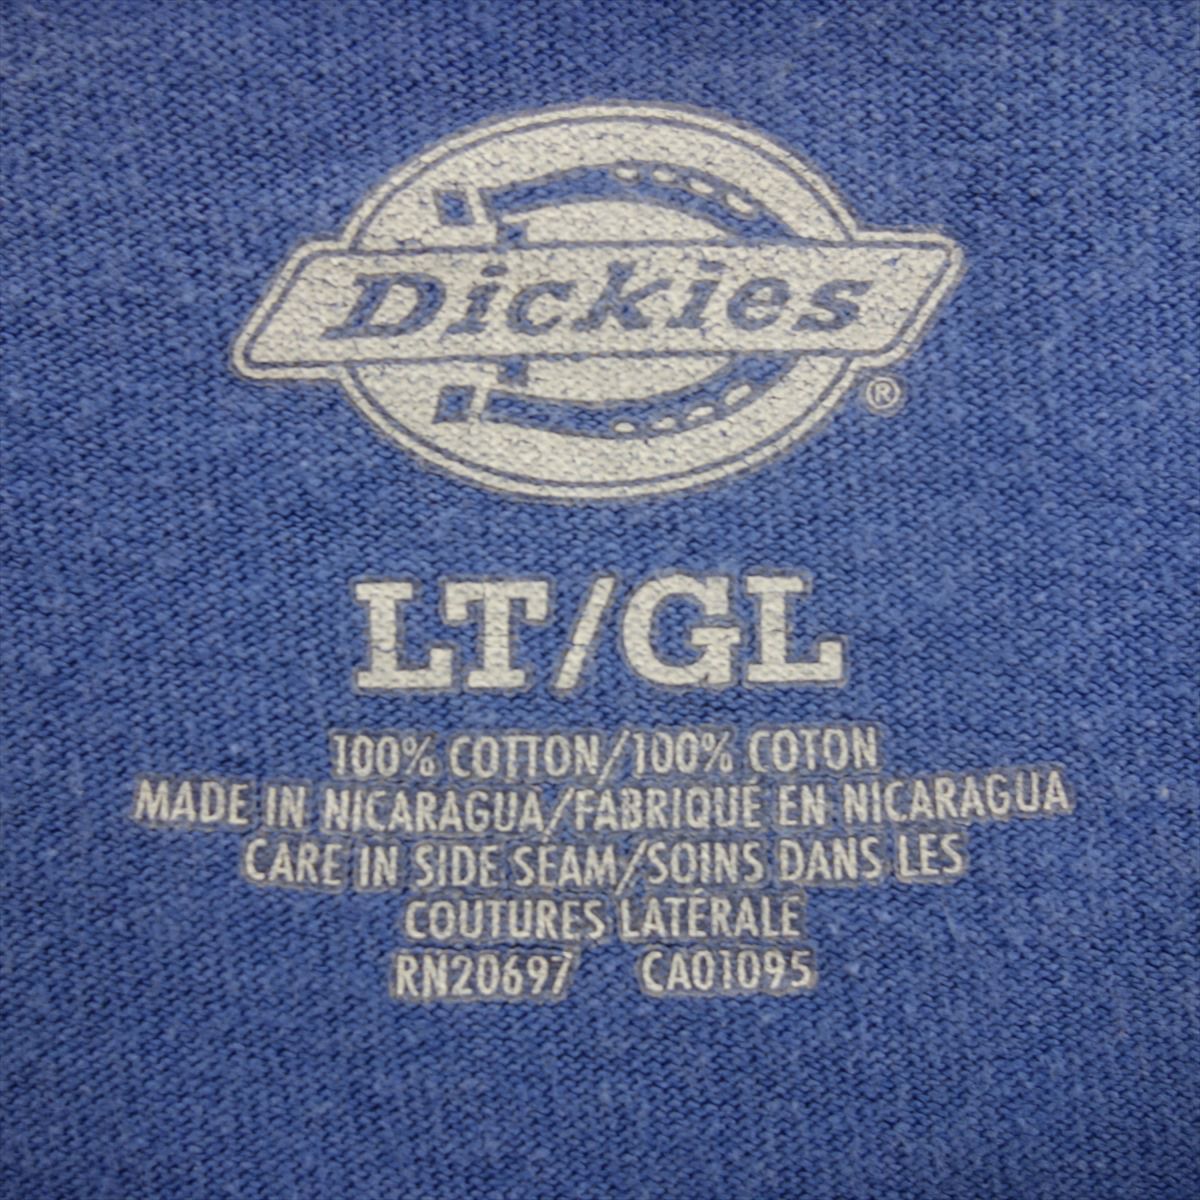 Dickies
®
LT/GL
100% COTTON/100% COTON
MADE IN NICARAGUA/FABRIQUÉ EN NICARAGUA
CARE IN SIDE SEAM/SOINS DANS LES
COUTURES LATÉRALE
RN20697 CA01095